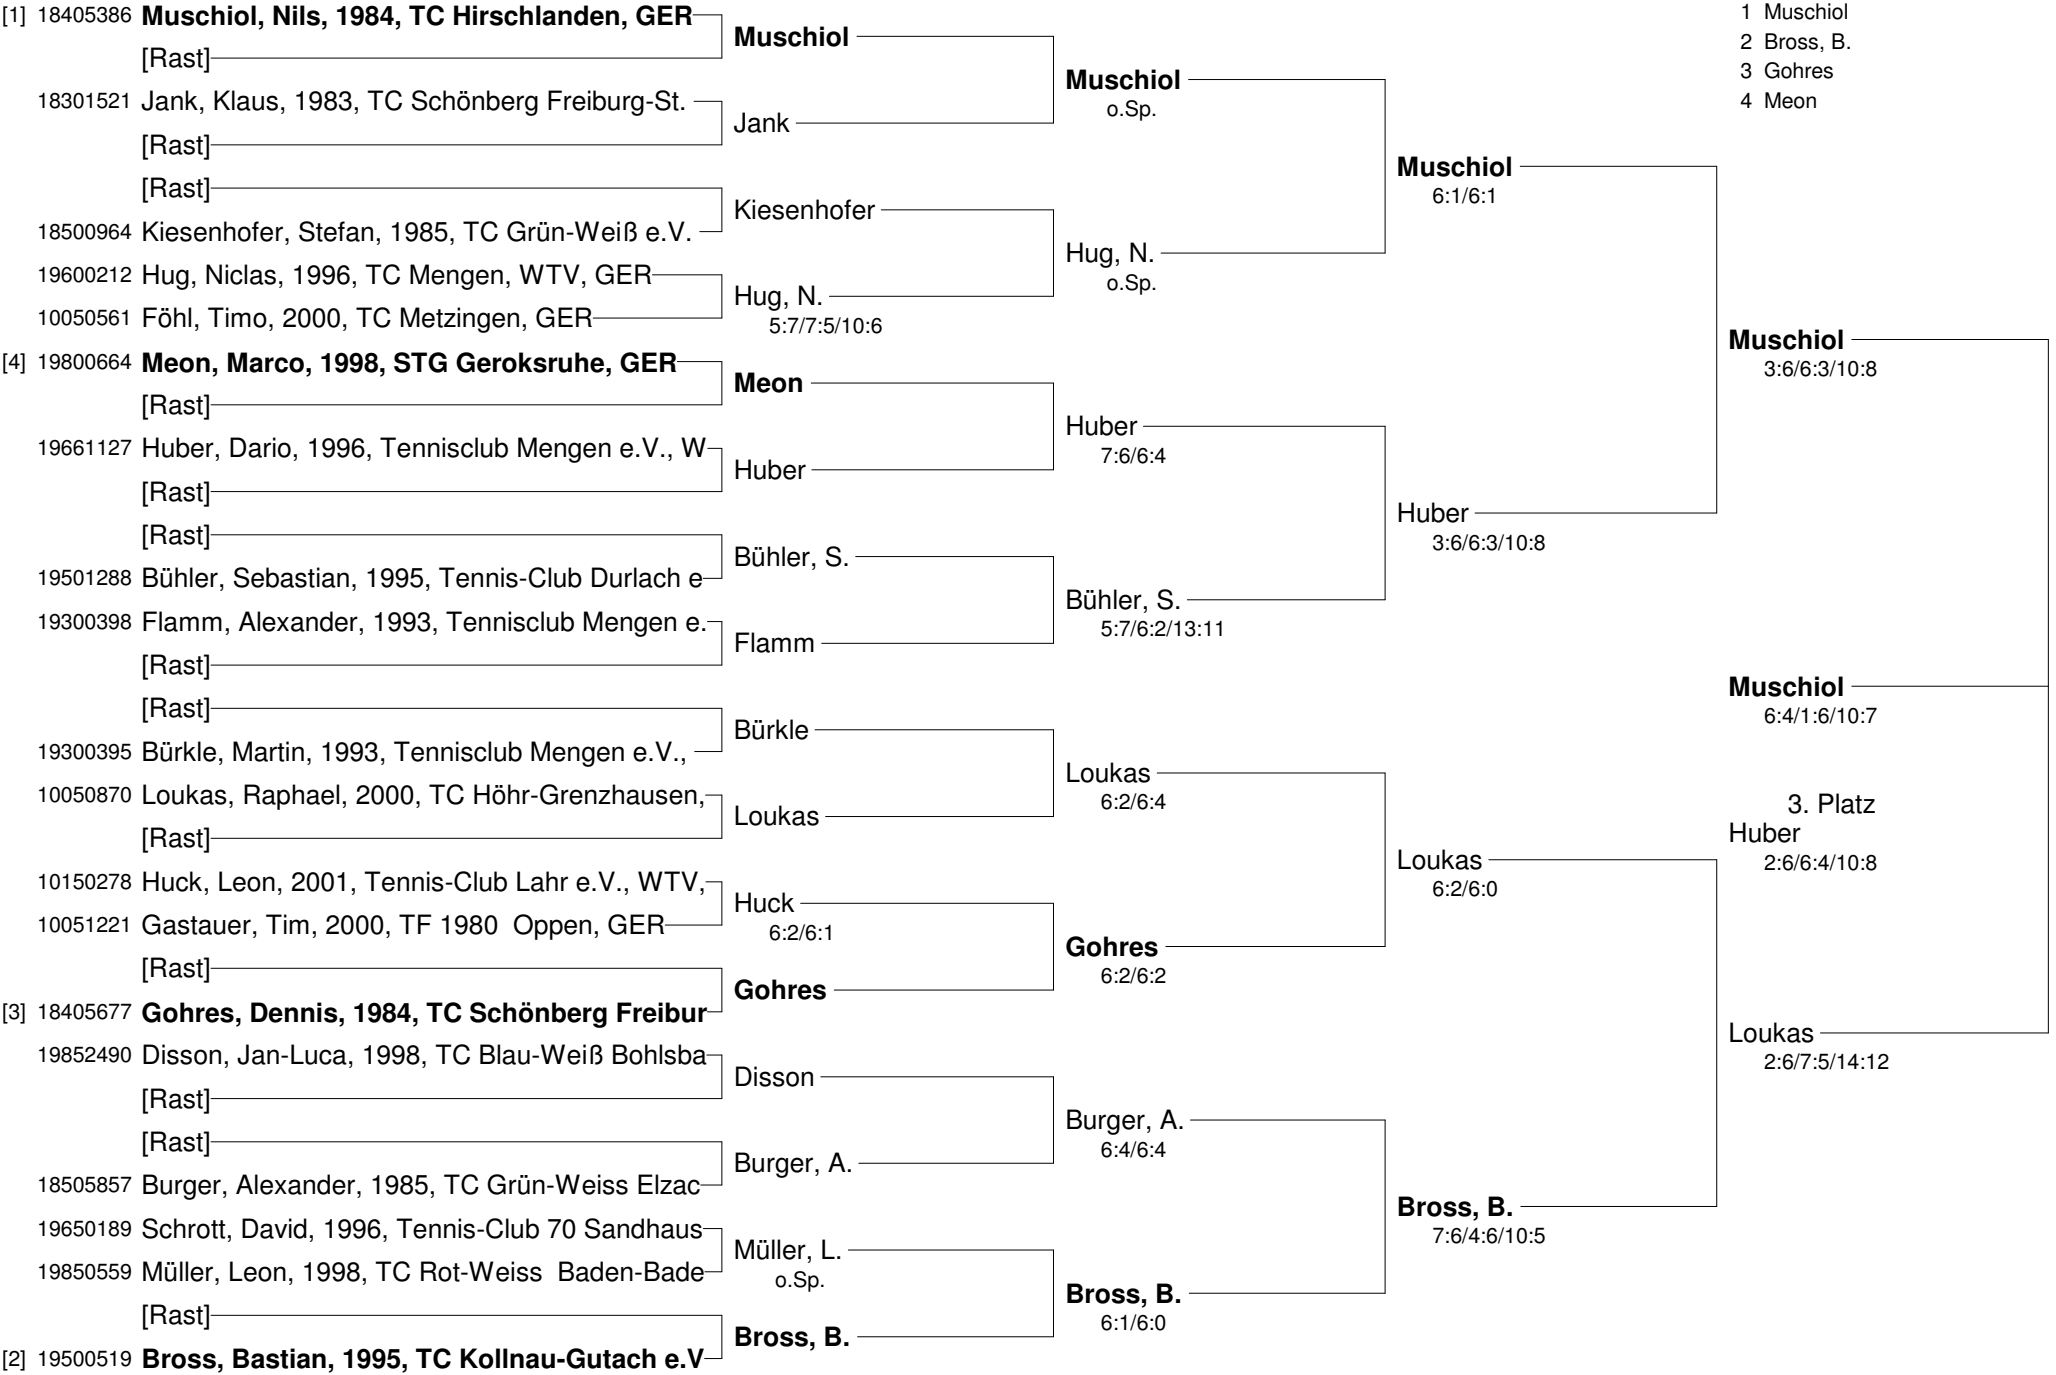 [1] 18405386 Muschiol, Nils, 1984, TC Hirschlanden, GER
[Rast]
18301521 Jank, Klaus, 1983, TC Schönberg Freiburg-St.
[Rast]
[Rast]
18500964 Kiesenhofer, Stefan, 1985, TC Grün-Weiß e.V.
19600212 Hug, Niclas, 1996, TC Mengen, WTV, GER
10050561 Föhl, Timo, 2000, TC Metzingen, GER
[4] 19800664 Meon, Marco, 1998, STG Geroksruhe, GER
[Rast]
19661127 Huber, Dario, 1996, Tennisclub Mengen e.V., W
[Rast]
[Rast]
19501288 Bühler, Sebastian, 1995, Tennis-Club Durlach e
19300398 Flamm, Alexander, 1993, Tennisclub Mengen e.
[Rast]
[Rast]
19300395 Bürkle, Martin, 1993, Tennisclub Mengen e.V.,
10050870 Loukas, Raphael, 2000, TC Höhr-Grenzhausen,
[Rast]
10150278 Huck, Leon, 2001, Tennis-Club Lahr e.V., WTV,
10051221 Gastauer, Tim, 2000, TF 1980  Oppen, GER
[Rast]
[3] 18405677 Gohres, Dennis, 1984, TC Schönberg Freibur
19852490 Disson, Jan-Luca, 1998, TC Blau-Weiß Bohlsba
[Rast]
[Rast]
18505857 Burger, Alexander, 1985, TC Grün-Weiss Elzac
19650189 Schrott, David, 1996, Tennis-Club 70 Sandhaus
19850559 Müller, Leon, 1998, TC Rot-Weiss  Baden-Bade
[Rast]
[2] 19500519 Bross, Bastian, 1995, TC Kollnau-Gutach e.V
Muschiol
Jank
Kiesenhofer
Hug, N.
5:7/7:5/10:6
Meon
Huber
Bühler, S.
Flamm
Bürkle
Loukas
Huck
6:2/6:1
Gohres
Disson
Burger, A.
Müller, L.
o.Sp.
Bross, B.
Muschiol
o.Sp.
Hug, N.
o.Sp.
Huber
7:6/6:4
Bühler, S.
5:7/6:2/13:11
Loukas
6:2/6:4
Gohres
6:2/6:2
Burger, A.
6:4/6:4
Bross, B.
6:1/6:0
Muschiol
6:1/6:1
Huber
3:6/6:3/10:8
Loukas
6:2/6:0
Bross, B.
7:6/4:6/10:5
1 Muschiol
2 Bross, B.
3 Gohres
4 Meon
Muschiol
3:6/6:3/10:8
Muschiol
6:4/1:6/10:7
3. Platz
Huber
2:6/6:4/10:8
Loukas
2:6/7:5/14:12